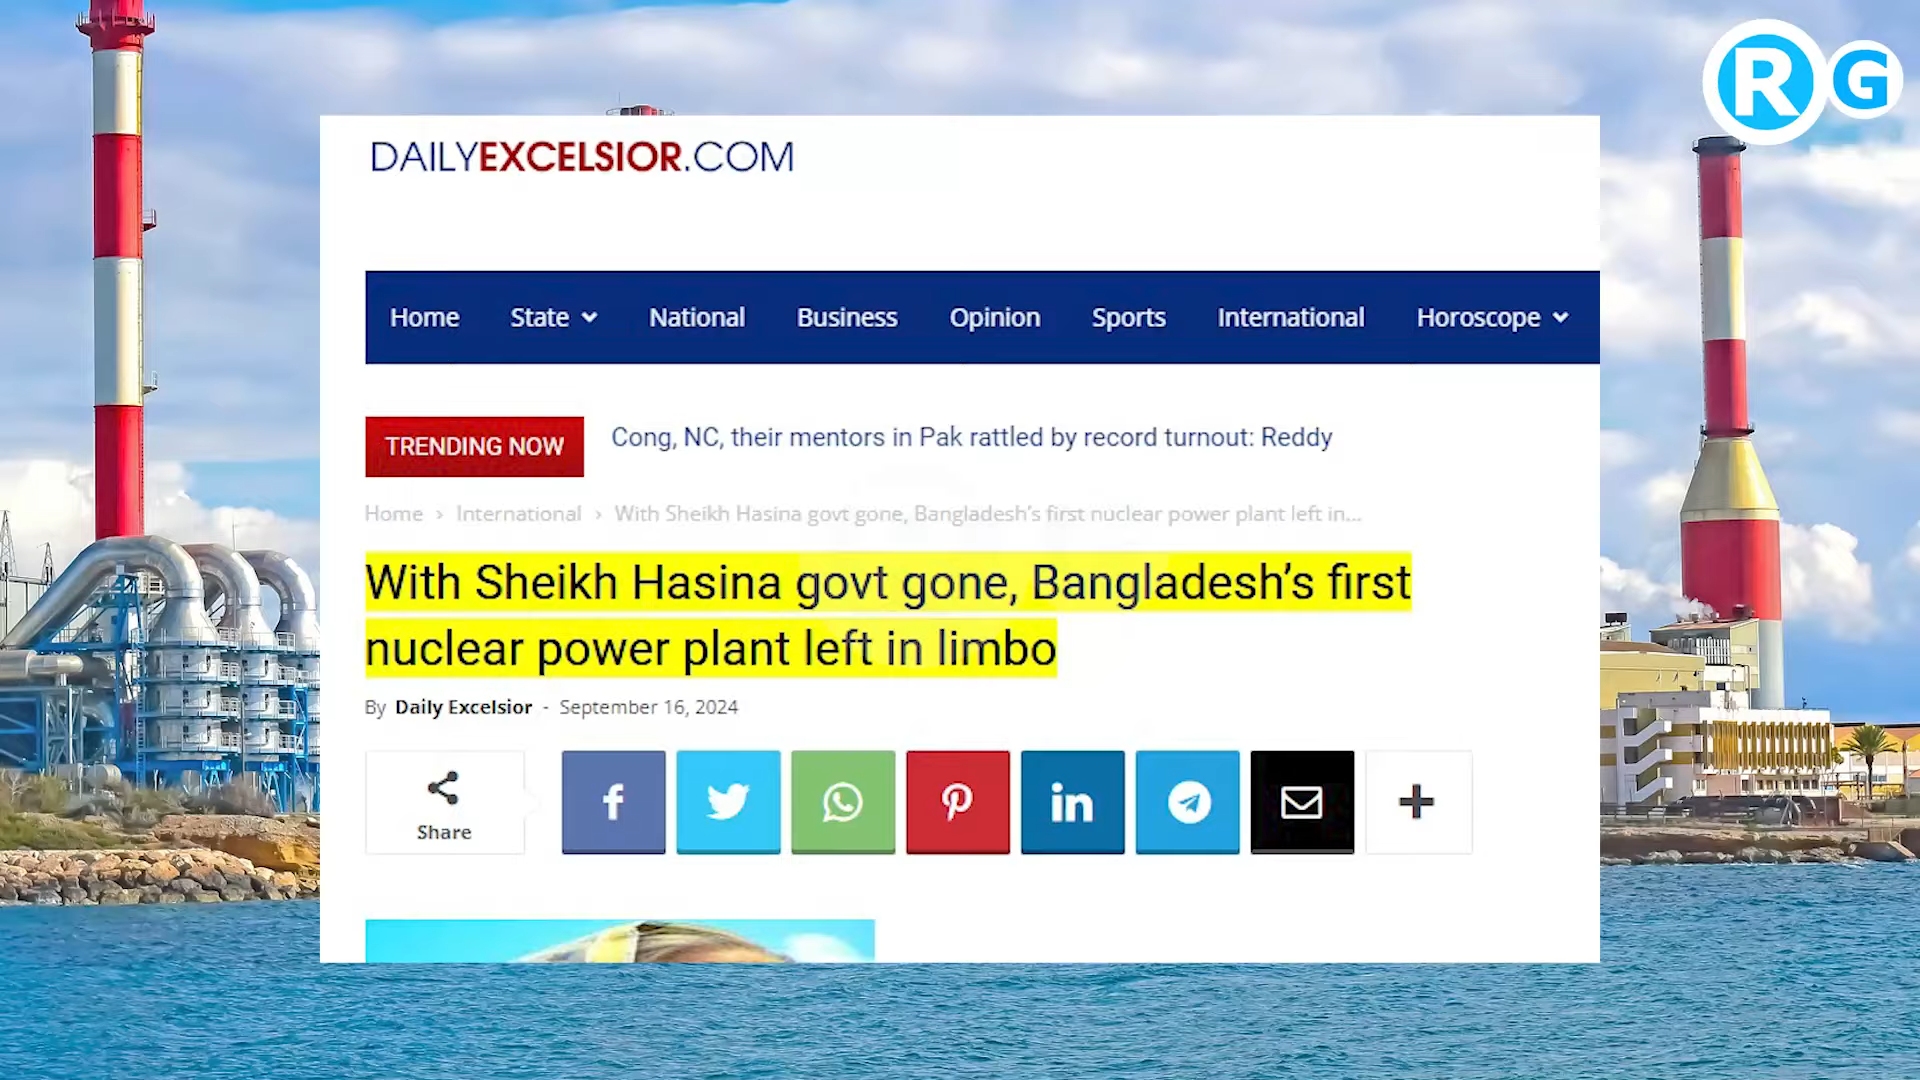 RG
DAILYEXCELSIOR.COM
Home State National Business Opinion Sports International Horoscope
TRENDING NOW Cong, NC, their mentors in Pak rattled by record turnout: Reddy
Home › International › With Sheikh Hasina govt gone, Bangladesh’s first nuclear power plant left in...
With Sheikh Hasina govt gone, Bangladesh’s first
nuclear power plant left in limbo
By Daily Excelsior - September 16, 2024
Share